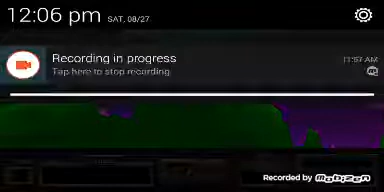 12:06 pm SAT, 08/27
Recording in progress
11:57 AM
Tap here to stop recording
Recorded by Mobizen